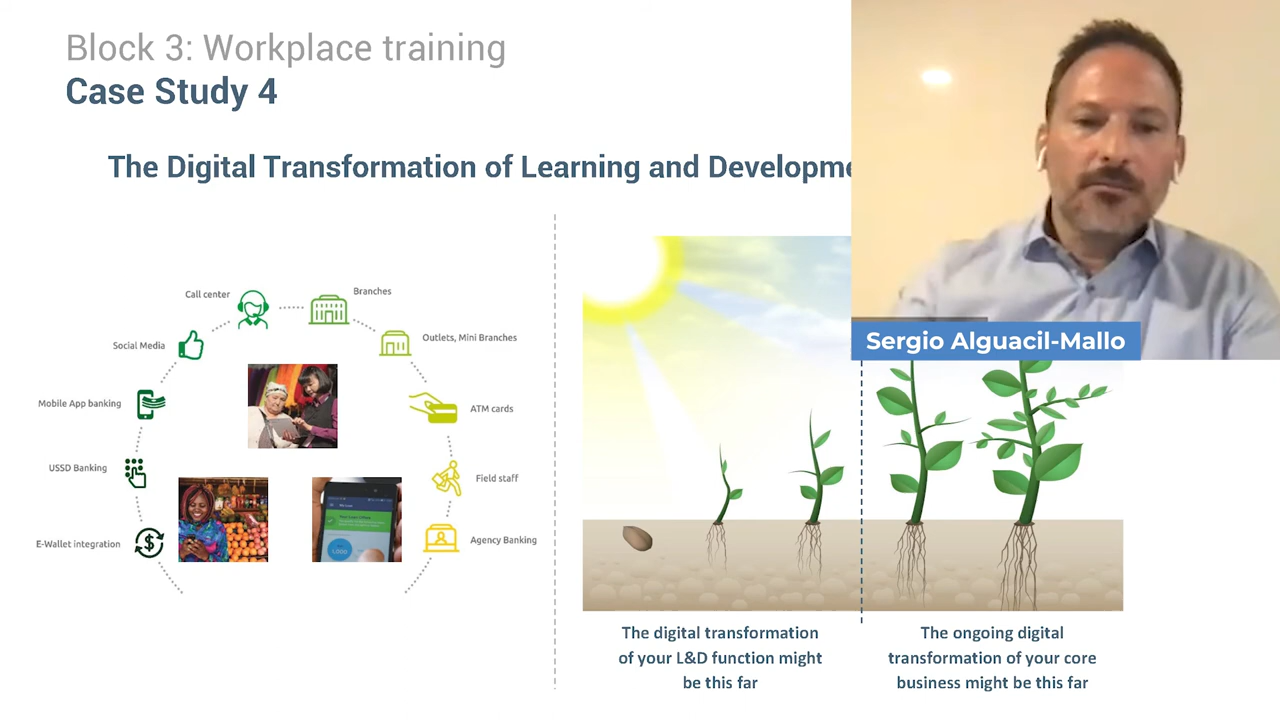 Block 3: Workplace training
Case Study 4
The Digital Transformation of Learning and
Sergio Alguacil-Mallo
Call center
Branches
Social Media
Outlets, Mini Branches
Mobile App banking
ATM cards
USSD Banking
Field staff
E-Wallet integration
Agency Banking
The digital transformation
of your L&D function might
be this far
The ongoing digital
transformation of your core
business might be this far